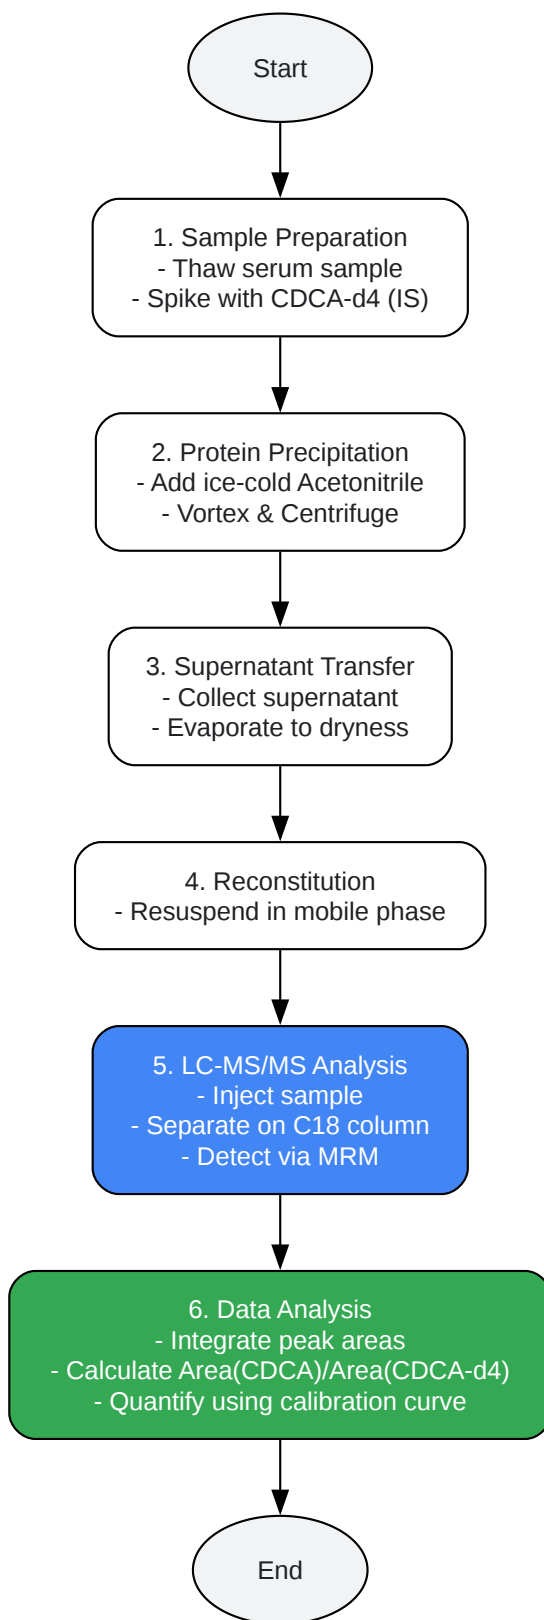 Start
1. Sample Preparation
- Thaw serum sample
- Spike with CDCA-d4 (IS)
2. Protein Precipitation
- Add ice-cold Acetonitrile
- Vortex & Centrifuge
3. Supernatant Transfer
- Collect supernatant
- Evaporate to dryness
4. Reconstitution
- Resuspend in mobile phase
5. LC-MS/MS Analysis
- Inject sample
- Separate on C18 column
- Detect via MRM
6. Data Analysis
- Integrate peak areas
- Calculate Area(CDCA)/Area(CDCA-d4)
- Quantify using calibration curve
End